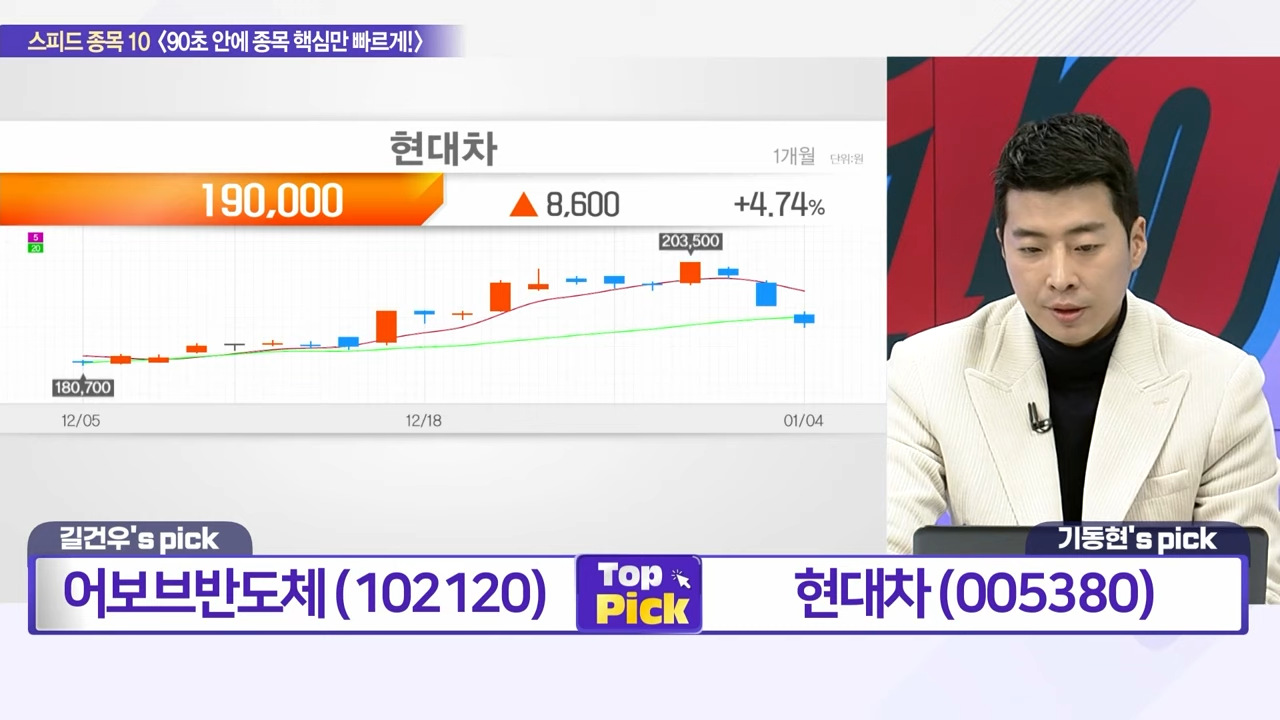 스피드 종목 10 〈90초 안에 종목 핵심만 빠르게!〉
현대차
1개월 단위:원
190,000 ▲ 8,600 +4.74%
5
20
203,500
180,700
12/05 12/18 01/04
길건우's pick
기동현's pick
어보브반도체 (102120)
Top
Pick
현대차 (005380)